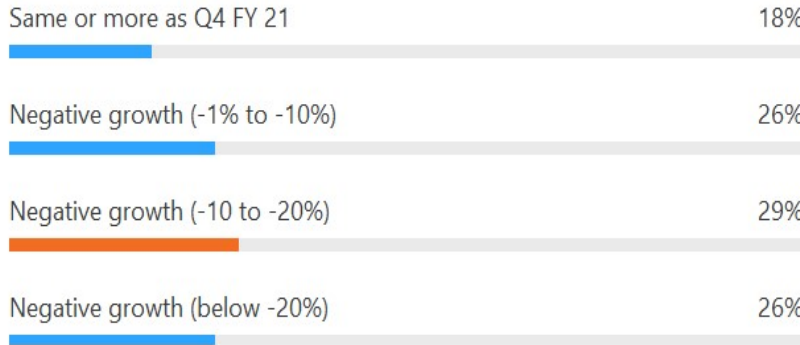 Same or more as Q4 FY 21 18%
Negative growth (-1% to -10%) 26%
Negative growth (-10 to -20%) 29%
Negative growth (below -20%) 26%